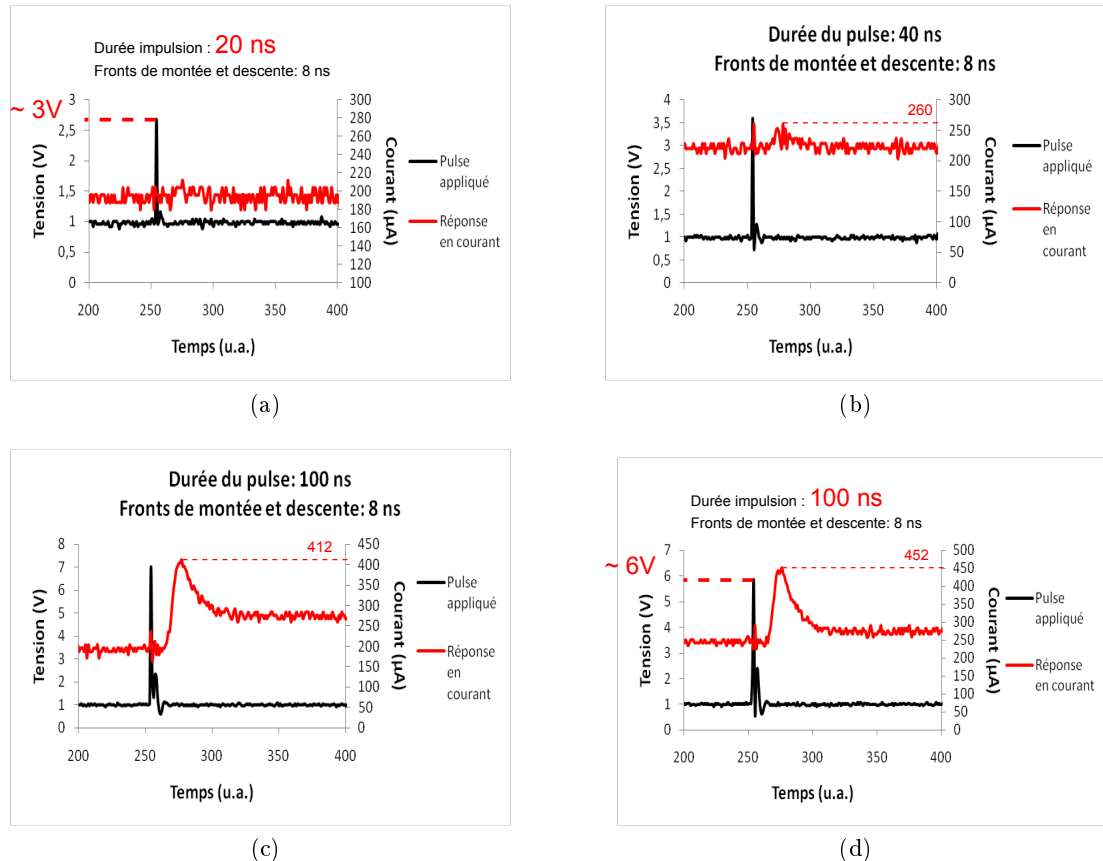 Durée impulsion : 20 ns
Fronts de montée et descente: 8 ns
~ 3V
3
2,5
2
1,5
1
0,5
0
Tension (V)
300
280
260
240
220
200
180
160
140
120
100
Courant (µA)
200
250
300
350
400
Temps (u.a.)
Pulse
appliqué
Réponse
en courant
(a)
Durée du pulse: 40 ns
Fronts de montée et descente: 8 ns
260
4
3,5
3
2,5
2
1,5
1
0,5
0
Tension (V)
300
250
200
150
100
50
0
Courant (µA)
200
250
300
350
400
Temps (u.a.)
Pulse
appliqué
Réponse
en
courant
(b)
Durée du pulse: 100 ns
Fronts de montée et descente: 8 ns
412
8
7
6
5
4
3
2
1
0
Tension (V)
450
400
350
300
250
200
150
100
50
0
Courant (µA)
200
250
300
350
400
Temps (u.a.)
Pulse
appliqué
Réponse
en courant
(c)
Durée impulsion : 100 ns
Fronts de montée et descente: 8 ns
~ 6V
452
7
6
5
4
3
2
1
0
Tension (V)
500
450
400
350
300
250
200
150
100
50
0
Courant (µA)
200
250
300
350
400
Temps (u.a.)
Pulse
appliqué
Réponse
en courant
(d)